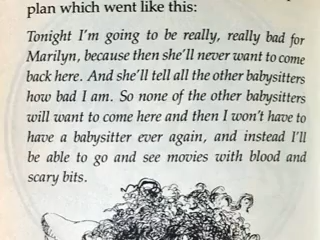 plan which went like this:
Tonight I'm going to be really, really bad for
Marilyn, because then she'll never want to come
back here. And she'll tell all the other babysitters
how bad I am. So none of the other babysitters
will want to come here and then I won't have to
have a babysitter ever again, and instead I'll
be able to go and see movies with blood and
scary bits.